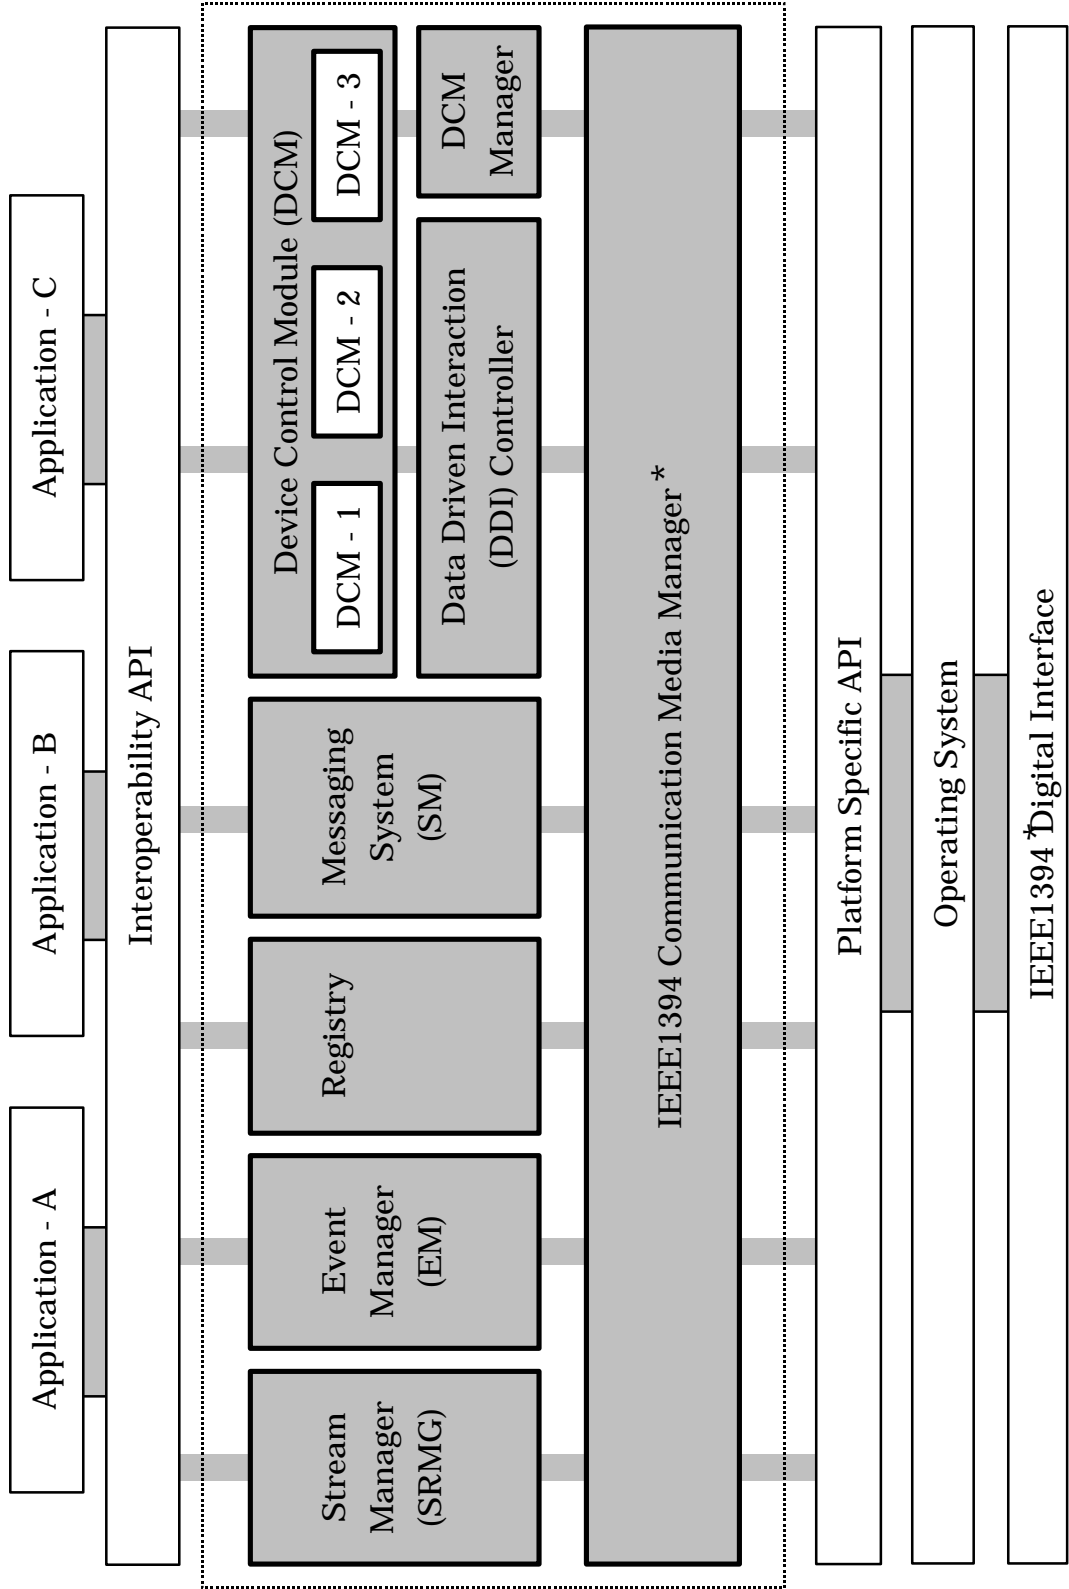 Application - A
Application - B
Application - C
Interoperability API
Stream
Manager
(SRMG)
Event
Manager
(EM)
Registry
Messaging
System
(SM)
Device Control Module (DCM)
DCM - 1
DCM - 2
DCM - 3
Data Driven Interaction
(DDI) Controller
DCM
Manager
IEEE1394 Communication Media Manager*
Platform Specific API
Operating System
IEEE1394*Digital Interface